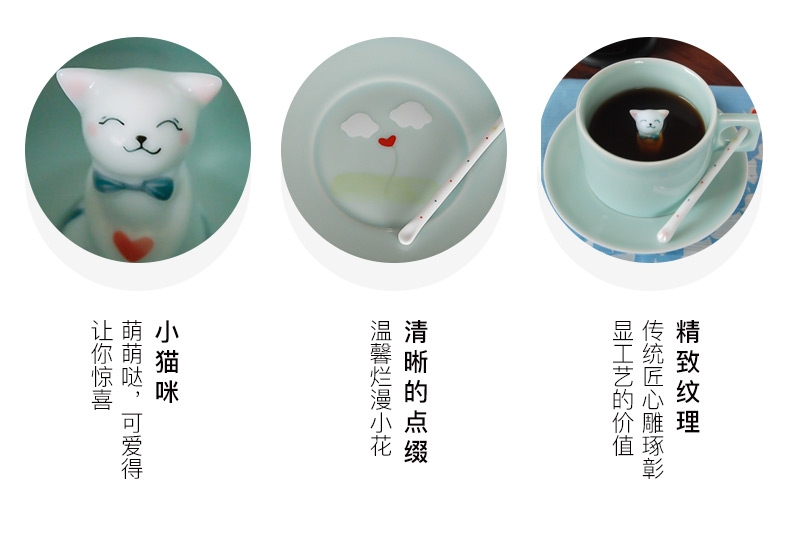 小猫咪
萌萌哒，可爱得
让你惊喜
清晰的点缀
温馨烂漫小花
精致纹理
传统匠心雕琢彰
显工艺的价值